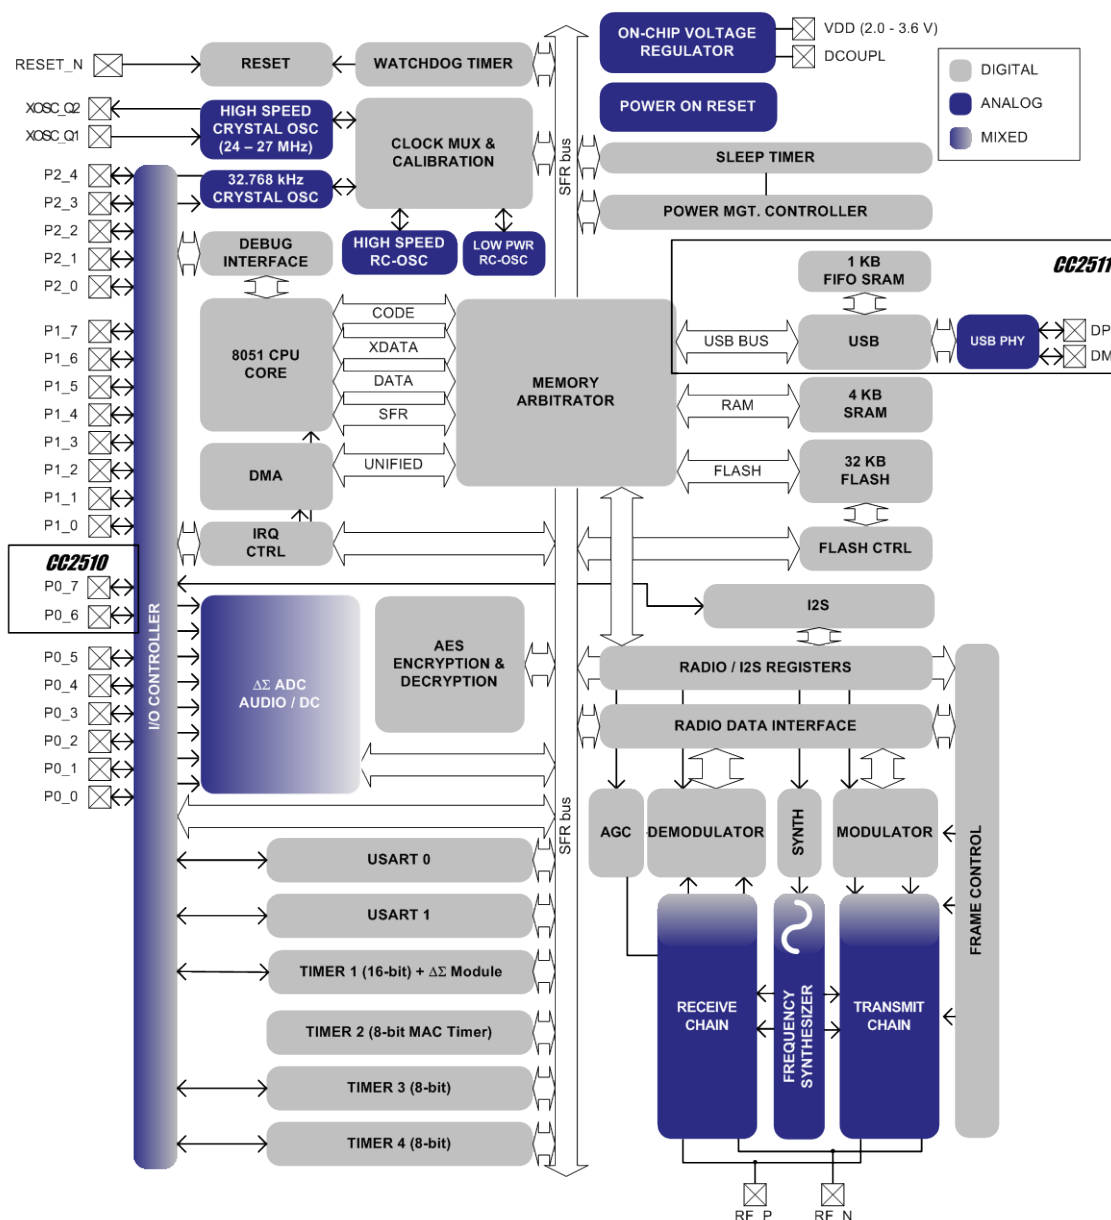 ON-CHIP VOLTAGE
REGULATOR
VDD (2.0 - 3.6 V)
DCOUPL
DIGITAL
ANALOG
MIXED
RESET_N
RESET
WATCHDOG TIMER
POWER ON RESET
XOSC_Q2
XOSC_Q1
HIGH SPEED
CRYSTAL OSC
(24 – 27 MHz)
CLOCK MUX &
CALIBRATION
SFR bus
SLEEP TIMER
P2_4
P2_3
P2_2
P2_1
P2_0
32.768 kHz
CRYSTAL OSC
POWER MGT. CONTROLLER
DEBUG
INTERFACE
HIGH SPEED
RC-OSC
LOW PWR
RC-OSC
1 KB
FIFO SRAM
CC2511
P1_7
P1_6
P1_5
P1_4
P1_3
P1_2
P1_1
P1_0
8051 CPU
CORE
CODE
XDATA
DATA
SFR
MEMORY
ARBITRATOR
USB BUS
USB
USB PHY
DP
DM
RAM
4 KB
SRAM
DMA
UNIFIED
FLASH
32 KB
FLASH
IRQ
CTRL
FLASH CTRL
CC2510
P0_7
P0_6
P0_5
P0_4
P0_3
P0_2
P0_1
P0_0
I/O CONTROLLER
ΔΣ ADC
AUDIO / DC
AES
ENCRYPTION &
DECRYPTION
I2S
RADIO / I2S REGISTERS
RADIO DATA INTERFACE
SFR bus
AGC
DEMODULATOR
SYNTH
MODULATOR
FRAME CONTROL
USART 0
USART 1
TIMER 1 (16-bit) + ΔΣ Module
TIMER 2 (8-bit MAC Timer)
TIMER 3 (8-bit)
TIMER 4 (8-bit)
RECEIVE
CHAIN
FREQUENCY
SYNTHESIZER
TRANSMIT
CHAIN
RF_P
RF_N